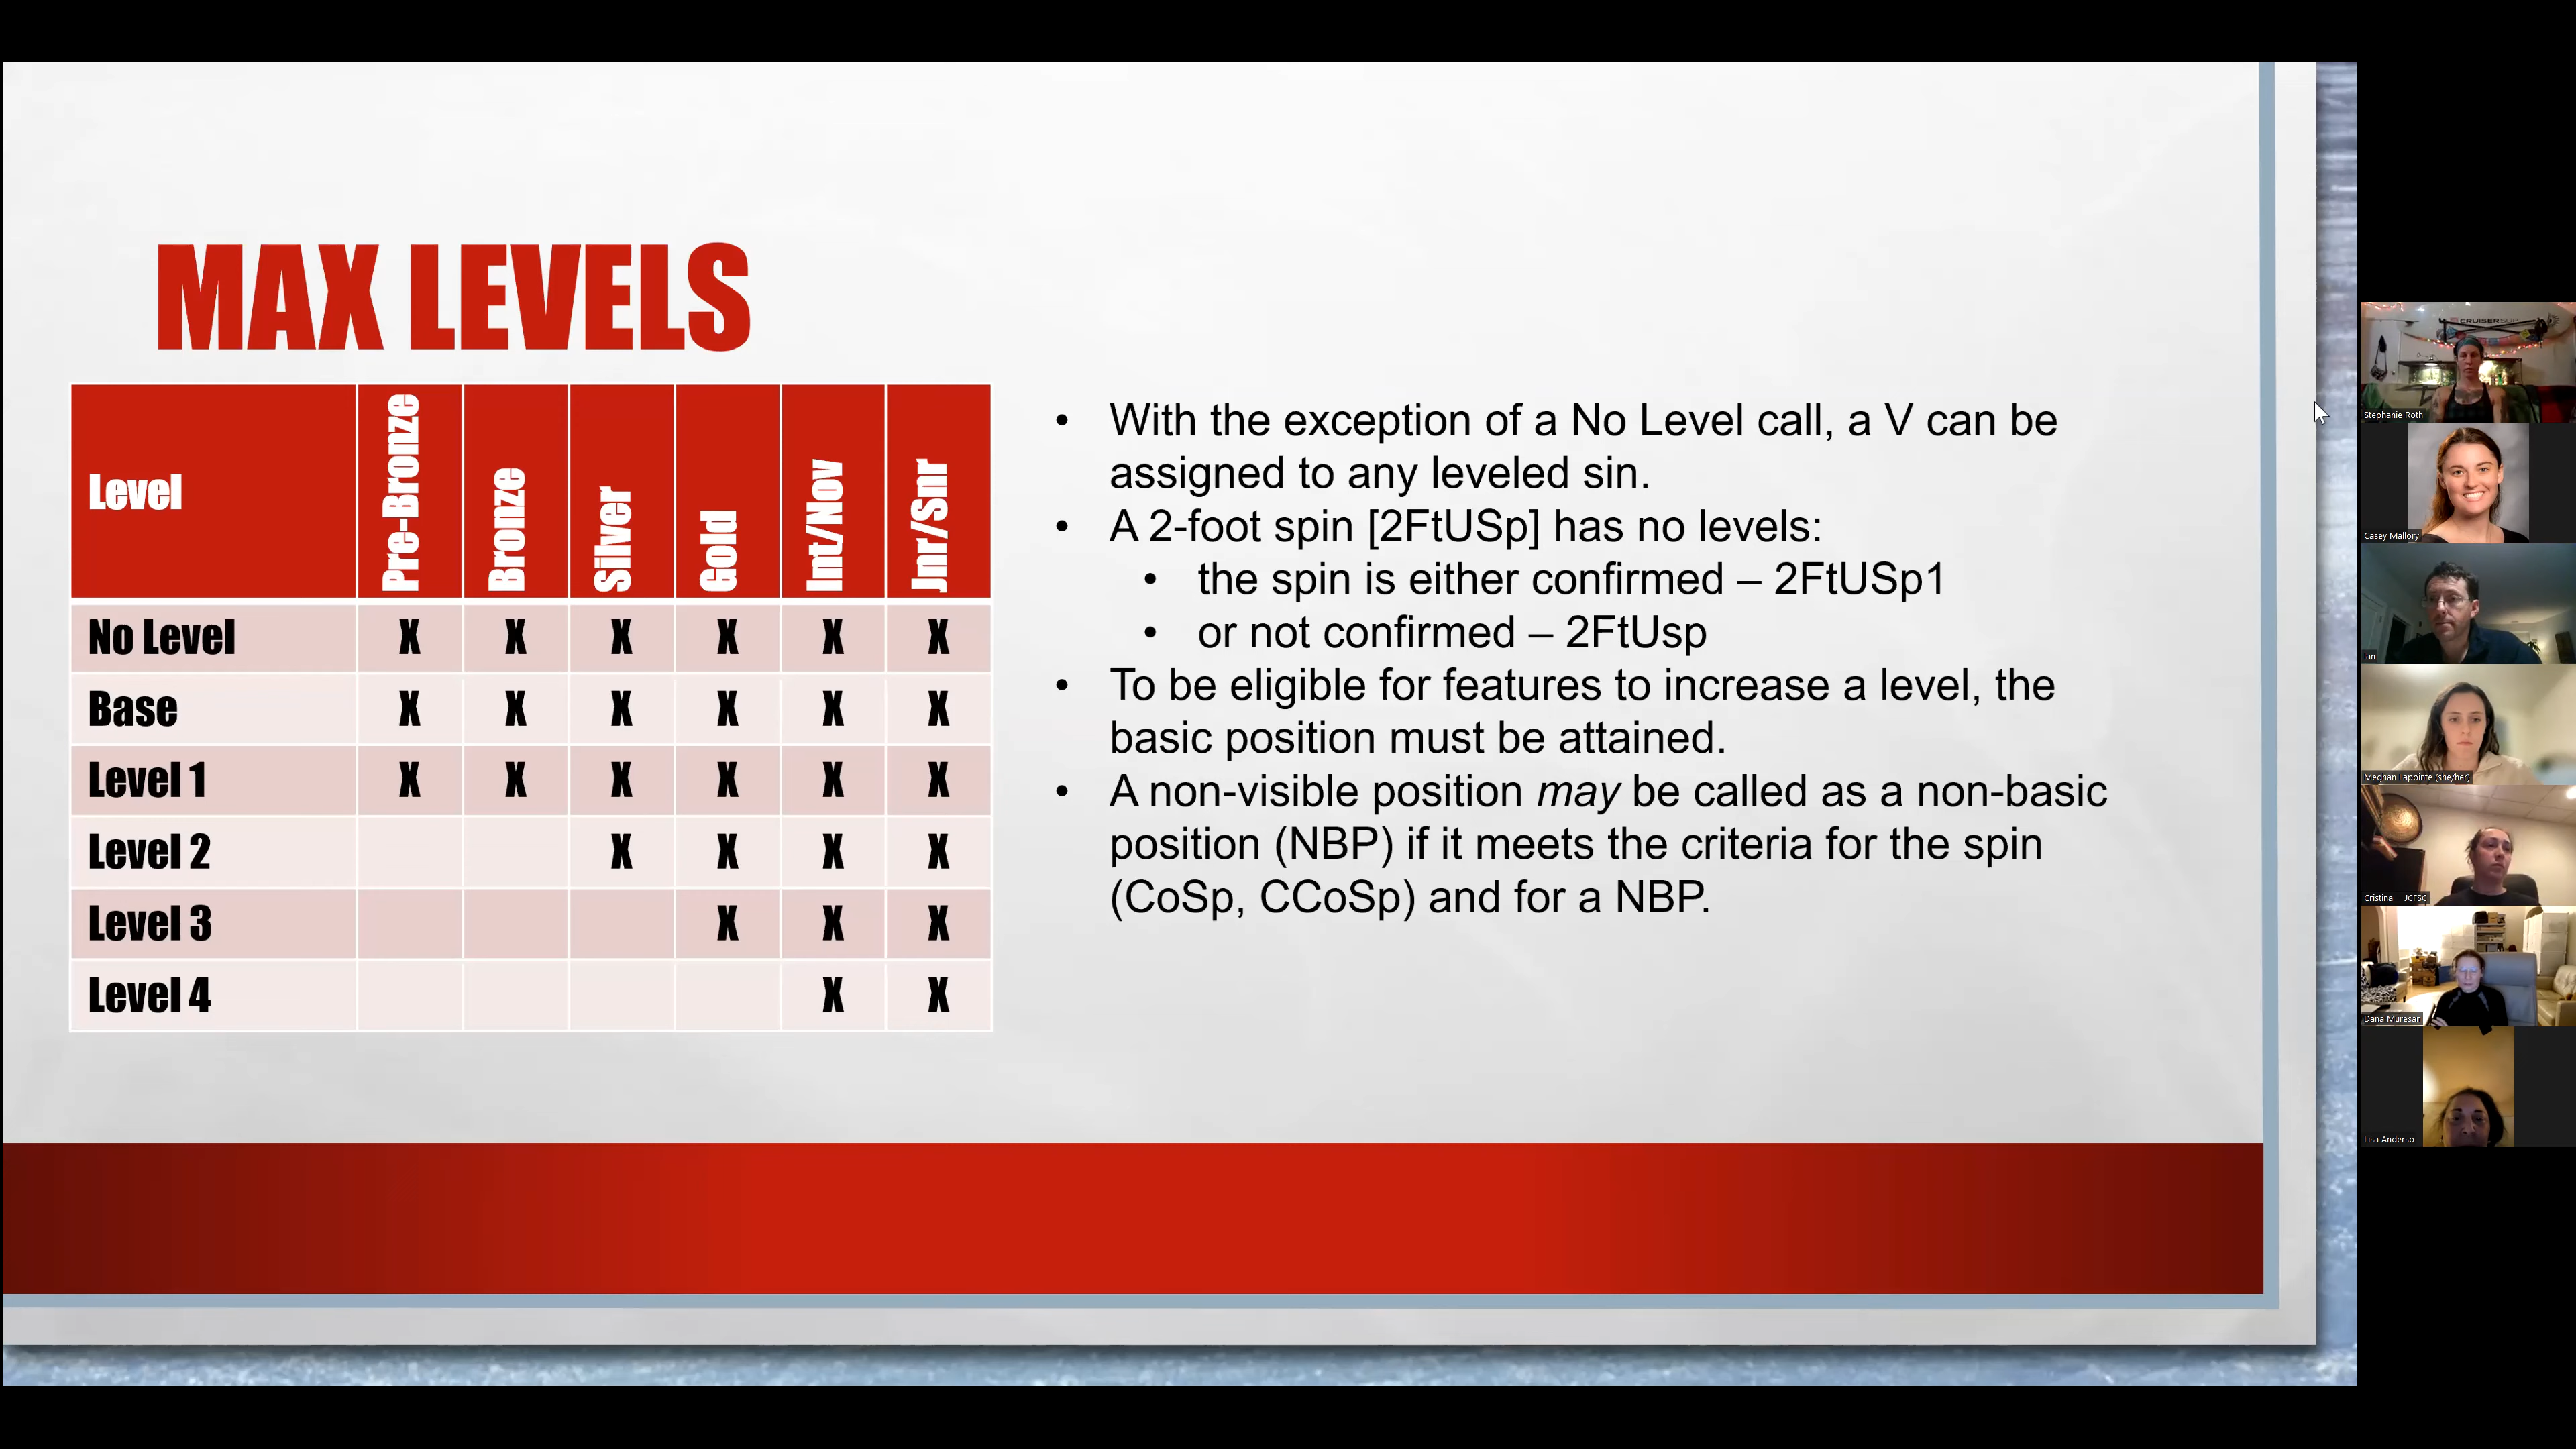 MAX LEVELS
Level Pre-Bronze Bronze Silver Gold Imt/Nov Jnr/Snr
No Level X X X X X X
Base X X X X X X
Level 1 X X X X X X
Level 2 X X X X
Level 3 X X X
Level 4 X X
• With the exception of a No Level call, a V can be
assigned to any leveled sin.
• A 2-foot spin [2FtUSp] has no levels:
• the spin is either confirmed – 2FtUSp1
• or not confirmed – 2FtUsp
• To be eligible for features to increase a level, the
basic position must be attained.
• A non-visible position may be called as a non-basic
position (NBP) if it meets the criteria for the spin
(CoSp, CCoSp) and for a NBP.
CRUISER SUP
Stephanie Roth
Casey Mallory
Ian
Meghan Lapointe (she/her)
Cristina - JCFSC
Dana Muresan
Lisa Anderso